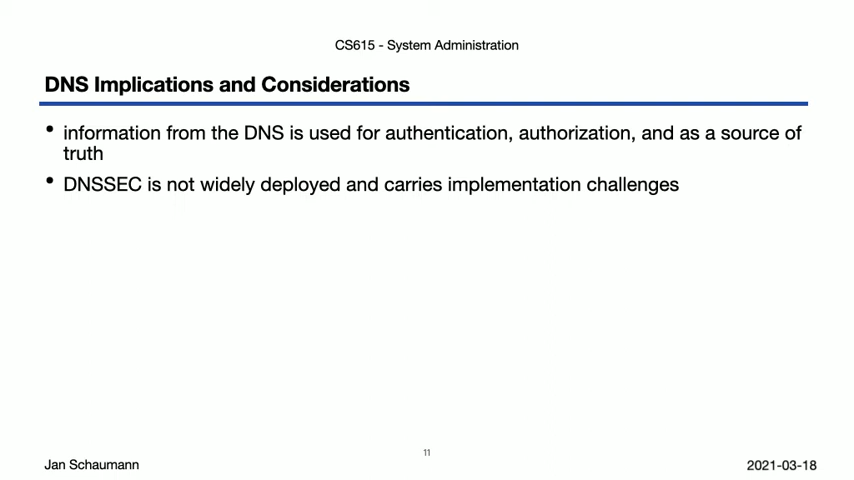 CS615 - System Administration
DNS Implications and Considerations
• information from the DNS is used for authentication, authorization, and as a source of
truth
• DNSSEC is not widely deployed and carries implementation challenges
11
Jan Schaumann
2021-03-18